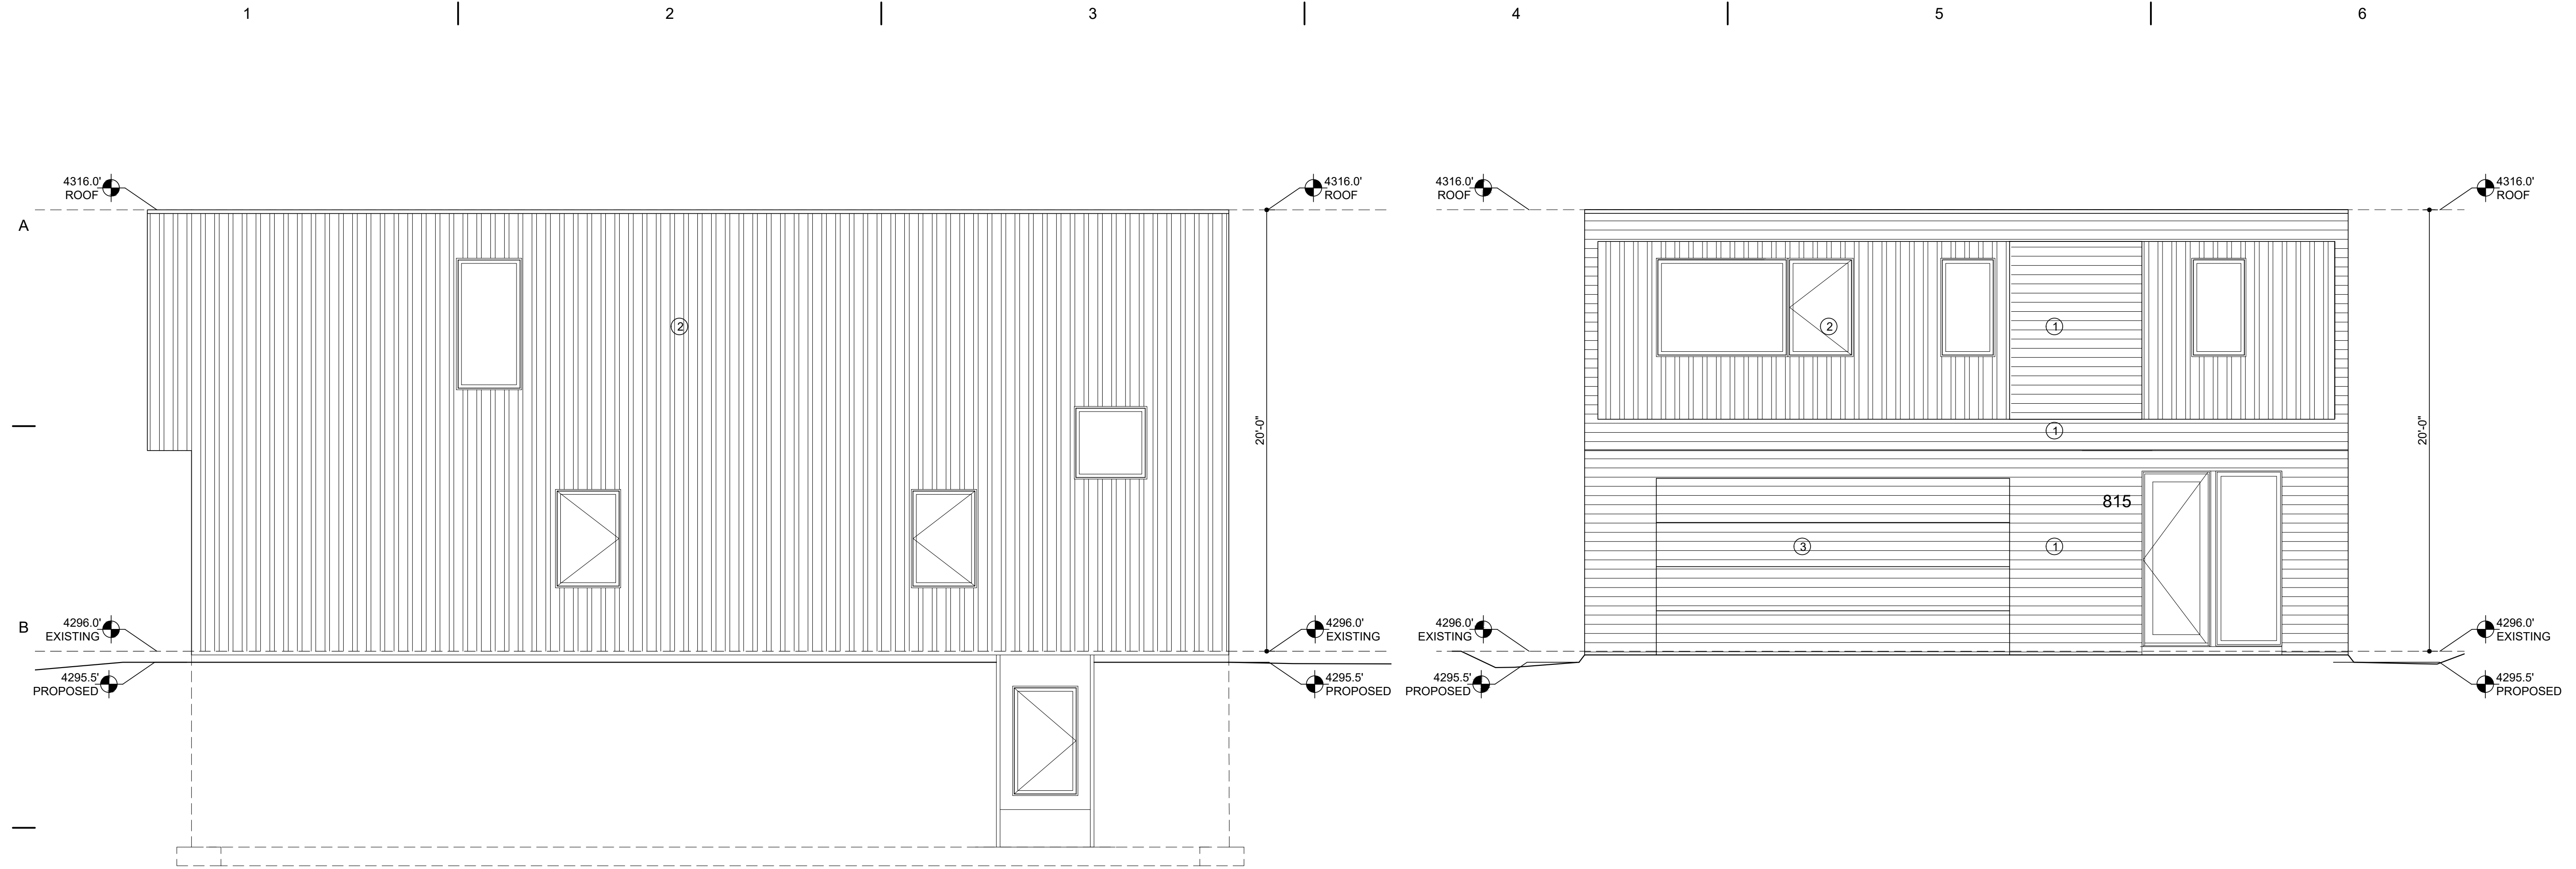 1 2 3 4 5 6
4316.0'
ROOF
4316.0'
ROOF
4316.0'
ROOF
4316.0'
ROOF
A
2
2
1
1
20'-0"
20'-0"
815
3
1
B
4296.0'
EXISTING
4296.0'
EXISTING
4296.0'
EXISTING
4296.0'
EXISTING
4295.5'
PROPOSED
4295.5'
PROPOSED
4295.5'
PROPOSED
4295.5'
PROPOSED